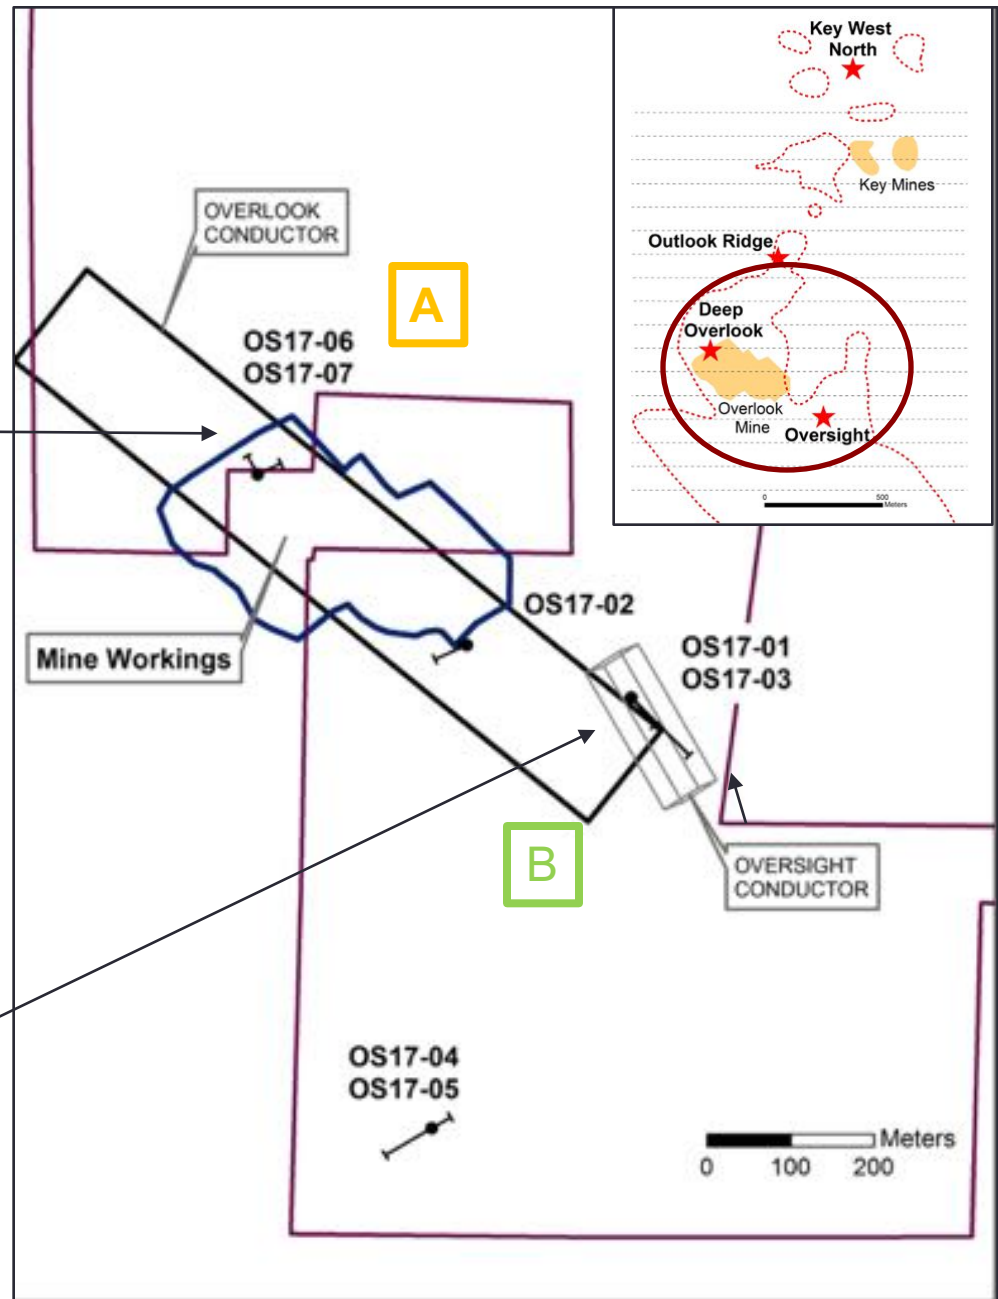 Key West
North
Key Mines
Outlook Ridge
Deep
Overlook
Overlook
Mine
Oversight
0
500
Meters
OVERLOOK
CONDUCTOR
A
OS17-06
OS17-07
OS17-02
Mine Workings
OS17-01
OS17-03
B
OVERSIGHT
CONDUCTOR
OS17-04
OS17-05
Meters
0 100 200